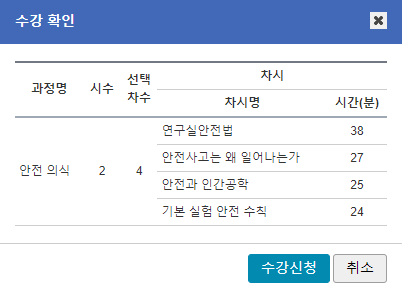 수강 확인
과정명 시수 선택 차시
차수
차시명 시간(분)
안전 의식 2 4
연구실안전법 38
안전사고는 왜 일어나는가 27
안전과 인간공학 25
기본 실험 안전 수칙 24
수강신청 취소